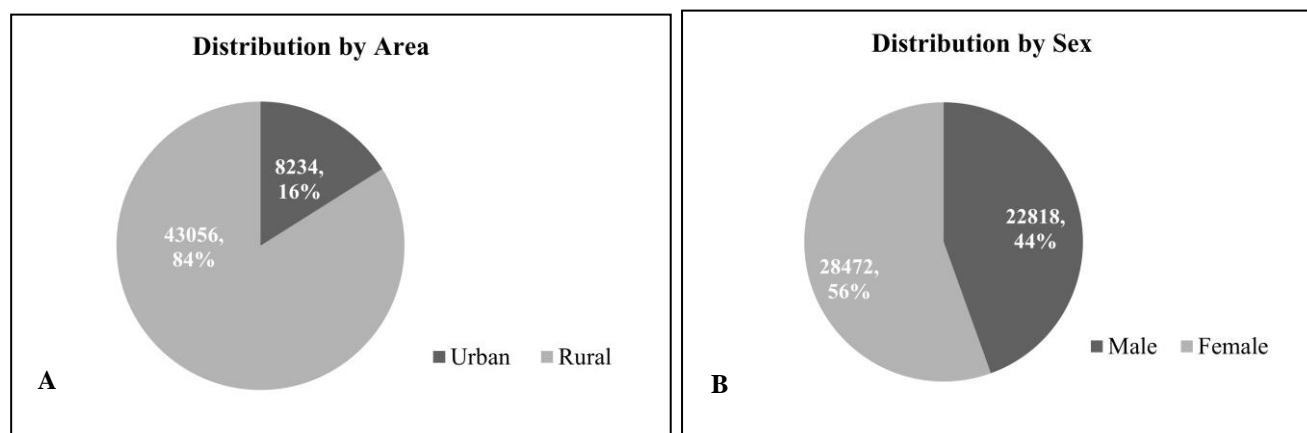 Distribution by Area
8234,
16%
43056,
84%
Urban Rural
A
Distribution by Sex
22818,
44%
28472,
56%
Male Female
B